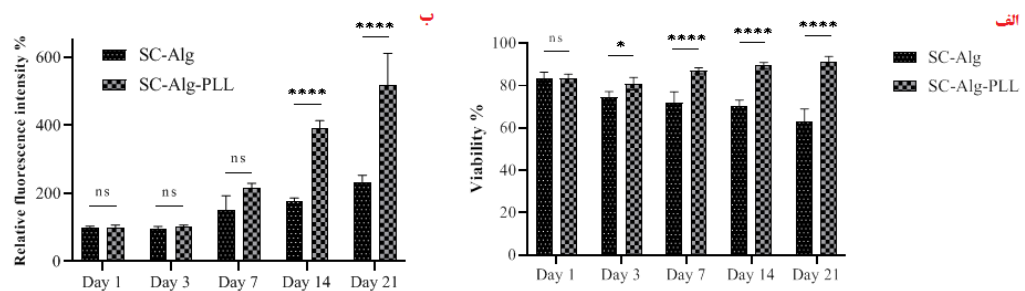 ب
Relative fluorescence intensity %
600
400
200
0
SC-Alg
SC-Alg-PLL
ns
ns
ns
****
****
Day 1 Day 3 Day 7 Day 14 Day 21
الف
Viability %
100
80
60
40
20
0
ns
*
****
****
****
SC-Alg
SC-Alg-PLL
Day 1 Day 3 Day 7 Day 14 Day 21